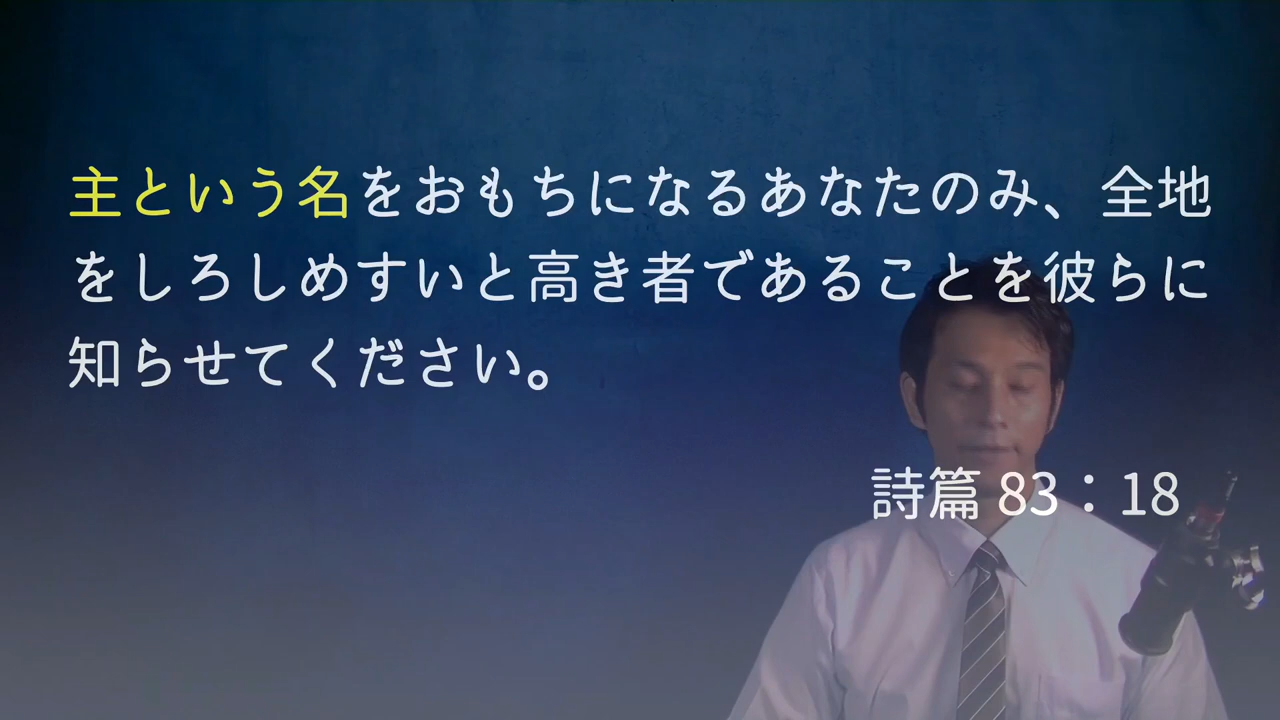 主という名をおもちになるあなたのみ、全地
をしろしめすいと高き者であることを彼らに
知らせてください。
詩篇 83：18